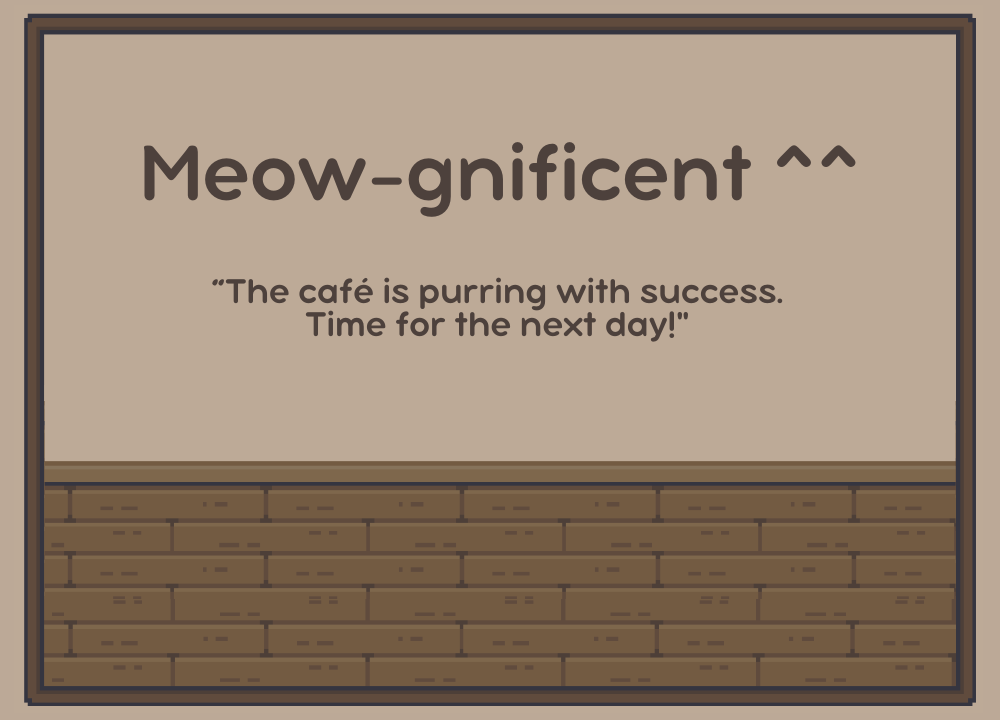 Meow-gnificent ^^
“The café is purring with success.
Time for the next day!"